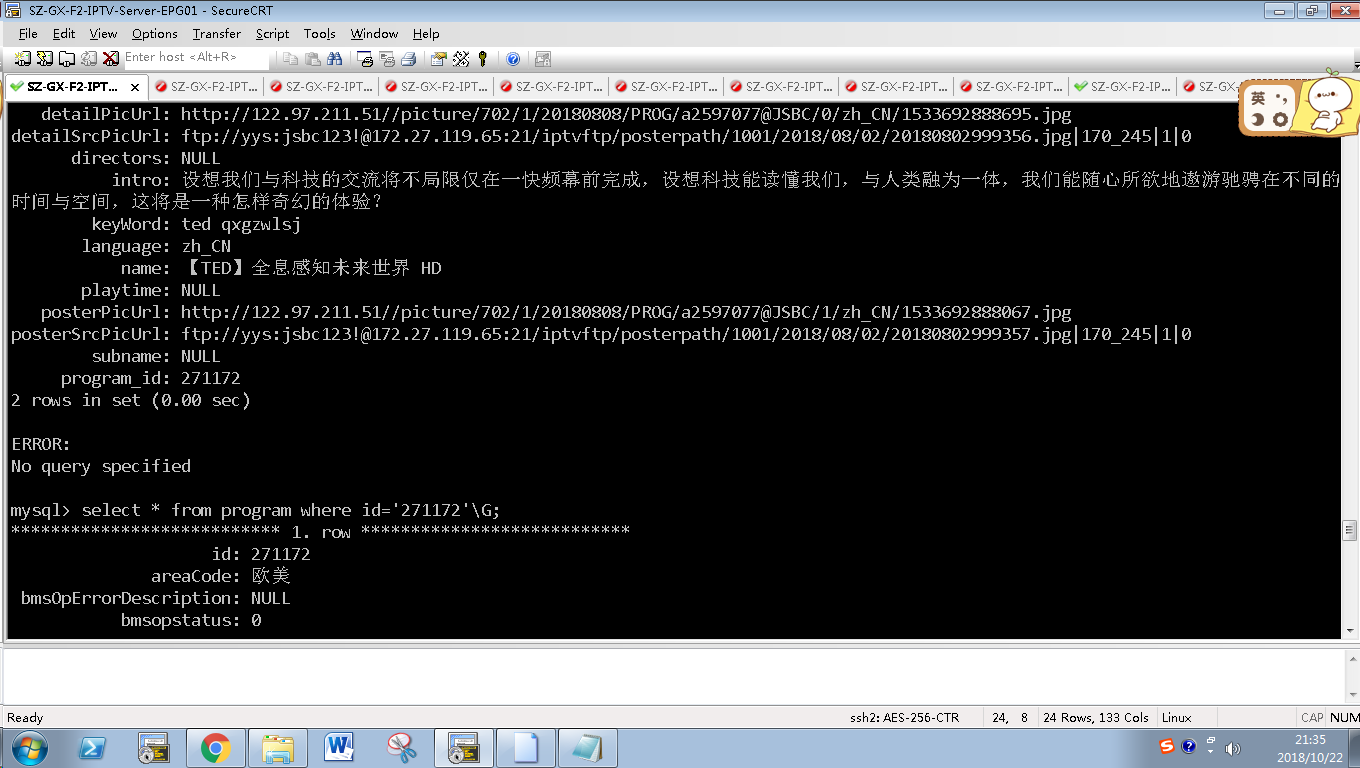 SZ-GX-F2-IPTV-Server-EPG01 - SecureCRT
File Edit View Options Transfer Script Tools Window Help
Enter host <Alt+R>
SZ-GX-F2-IPT... SZ-GX-F2-IPT... SZ-GX-F2-IPT... SZ-GX-F2-IPT... SZ-GX-F2-IPT... SZ-GX-F2-IPT... SZ-GX-F2-IPT... SZ-GX-F2-IPT... SZ-GX-F2-IPT... SZ-GX-F2-IP... SZ-GX-
英
detailPicUrl: http://122.97.211.51//picture/702/1/20180808/PROG/a2597077@JSBC/0/zh_CN/1533692888695.jpg
detailSrcPicUrl: ftp://yys:jsbc123!@172.27.119.65:21/iptvftp/posterpath/1001/2018/08/02/20180802999356.jpg|170_245|1|0
directors: NULL
intro: 设想我们与科技的交流将不局限仅在一快频幕前完成，设想科技能读懂我们，与人类融为一体，我们能随心所欲地遨游驰骋在不同的
时间与空间，这将是一种怎样奇幻的体验？
keyWord: ted qxgzwlsj
language: zh_CN
name: 【TED】全息感知未来世界 HD
playtime: NULL
posterPicUrl: http://122.97.211.51//picture/702/1/20180808/PROG/a2597077@JSBC/1/zh_CN/1533692888067.jpg
posterSrcPicUrl: ftp://yys:jsbc123!@172.27.119.65:21/iptvftp/posterpath/1001/2018/08/02/20180802999357.jpg|170_245|1|0
subname: NULL
program_id: 271172
2 rows in set (0.00 sec)
ERROR:
No query specified
mysql> select * from program where id='271172'\G;
*************************** 1. row ***************************
id: 271172
areaCode: 欧美
bmsOpErrorDescription: NULL
bmsopstatus: 0
Ready ssh2: AES-256-CTR 24, 8 24 Rows, 133 Cols Linux CAP NUM
21:35
2018/10/22